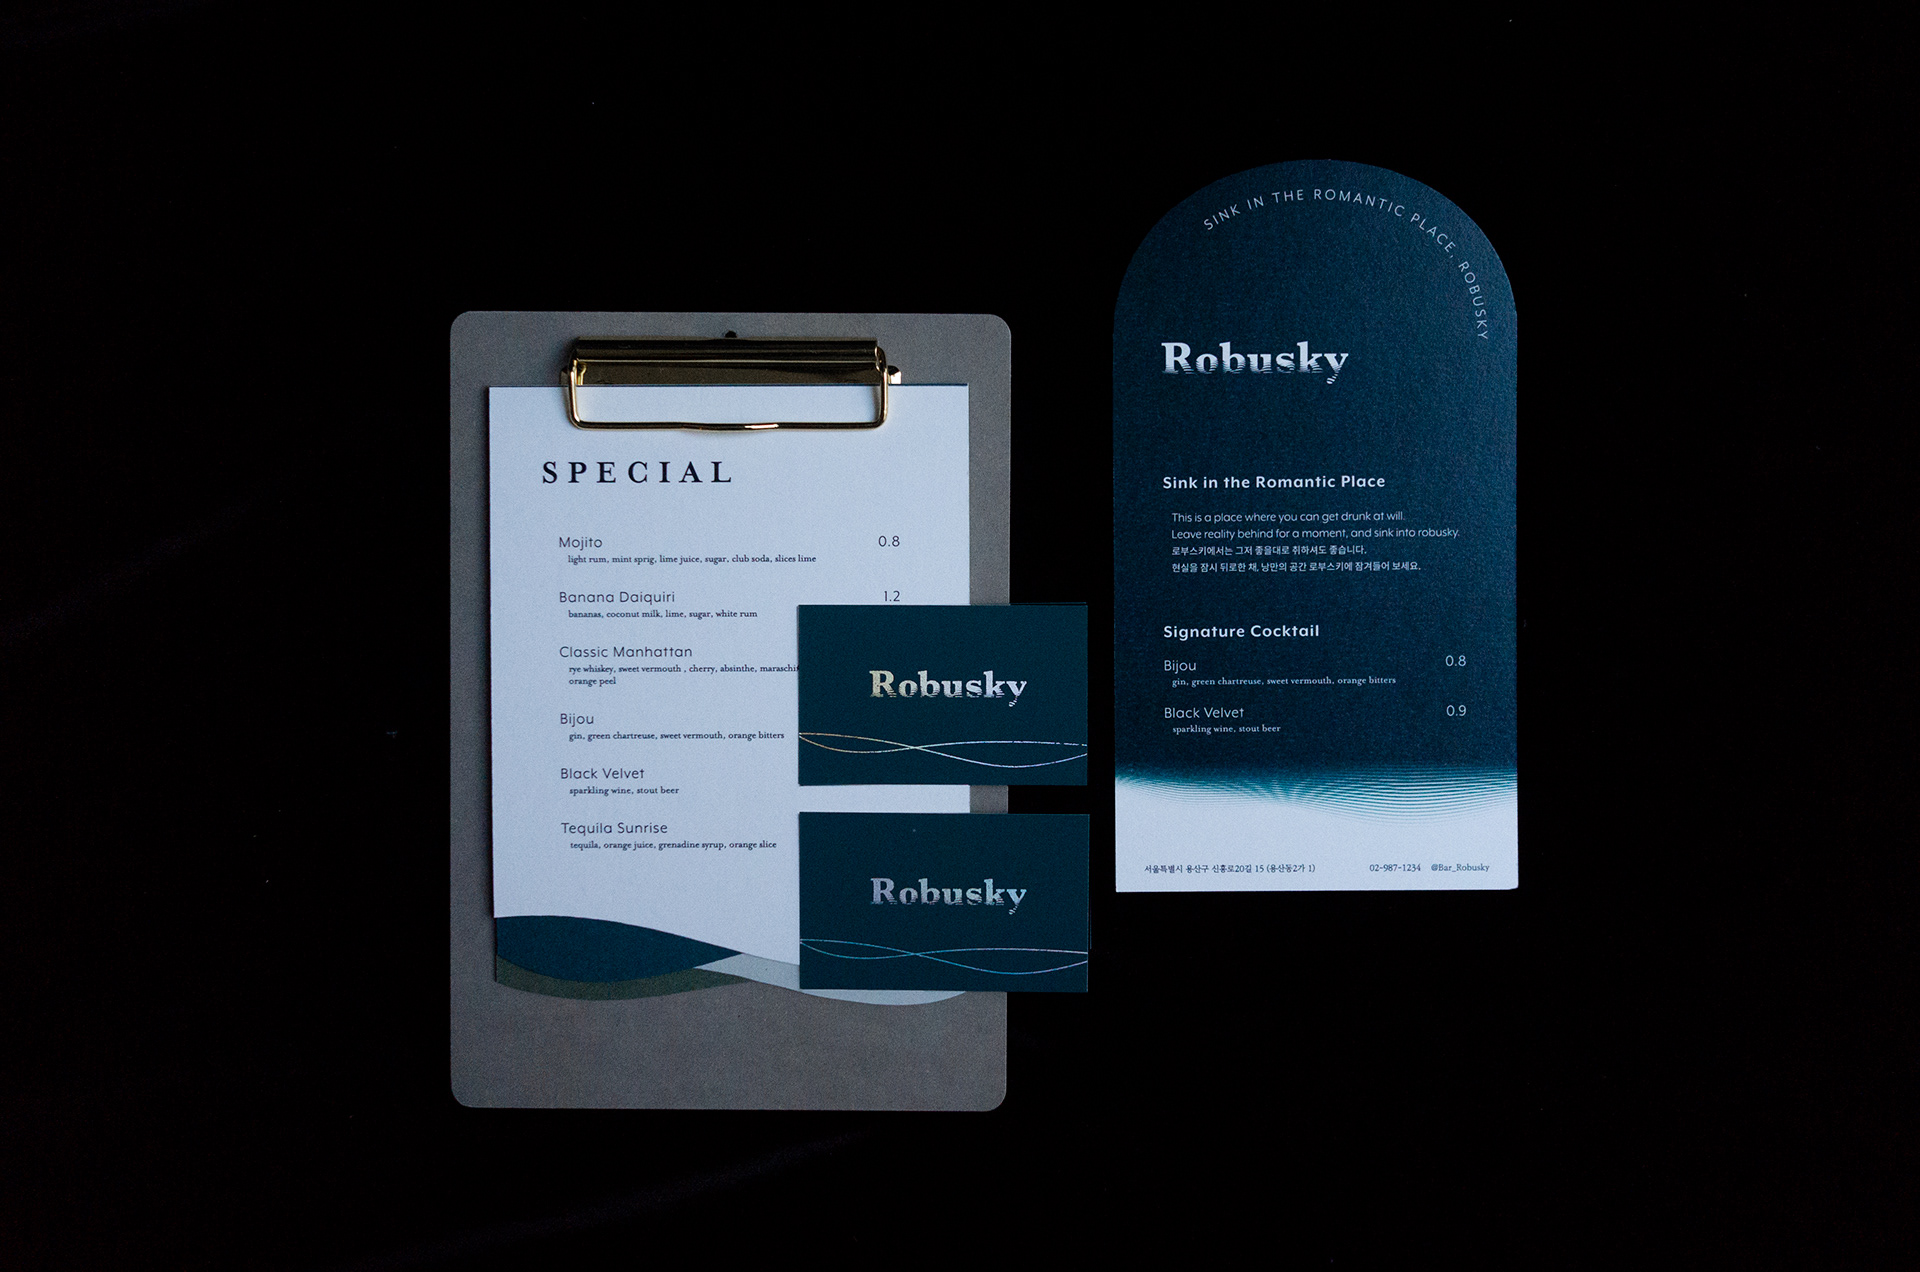 SPECIAL
Mojito 0.8
light rum, mint sprig, lime juice, sugar, club soda, slices lime
Banana Daiquiri 1.2
bananas, coconut milk, lime, sugar, white rum
Classic Manhattan
rye whiskey, sweet vermouth , cherry, absinthe,
orange peel
Bijou
gin, green chartreuse, sweet vermouth, orange bitters
Black Velvet
sparkling wine, stout beer
Tequila Sunrise
tequila, orange juice, grenadine syrup, orange slice
Robusky
Robusky
SINK IN THE ROMANTIC PLACE, ROBUSKY
Robusky
Sink in the Romantic Place
This is a place where you can get drunk at will.
Leave reality behind for a moment, and sink into robusky.
로부스키에서는 그저 좋을대로 취하셔도 좋습니다.
현실을 잠시 뒤로한 채, 낭만의 공간 로부스키에 잠겨들어 보세요.
Signature Cocktail
Bijou 0.8
gin, green chartreuse, sweet vermouth, orange bitters
Black Velvet 0.9
sparkling wine, stout beer
서울특별시 용산구 신흥로20길 15 (용산동2가 1) 02-987-1234 @Bar_Robusky